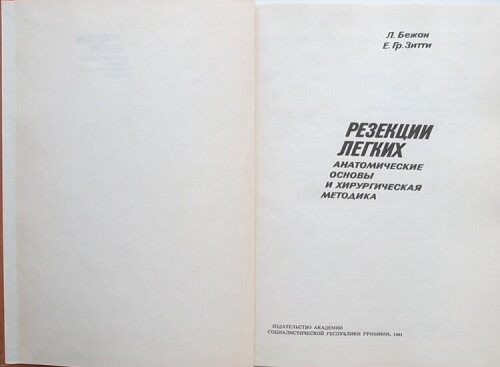 Л. Бежан
Е. Гр. Зитти
РЕЗЕКЦИИ
ЛЕГКИХ
АНАТОМИЧЕСКИЕ
ОСНОВЫ
И ХИРУРГИЧЕСКАЯ
МЕТОДИКА
ИЗДАТЕЛЬСТВО АКАДЕМИИ
СОЦИАЛИСТИЧЕСКОЙ РЕСПУБЛИКИ РУМЫНИИ, 1981